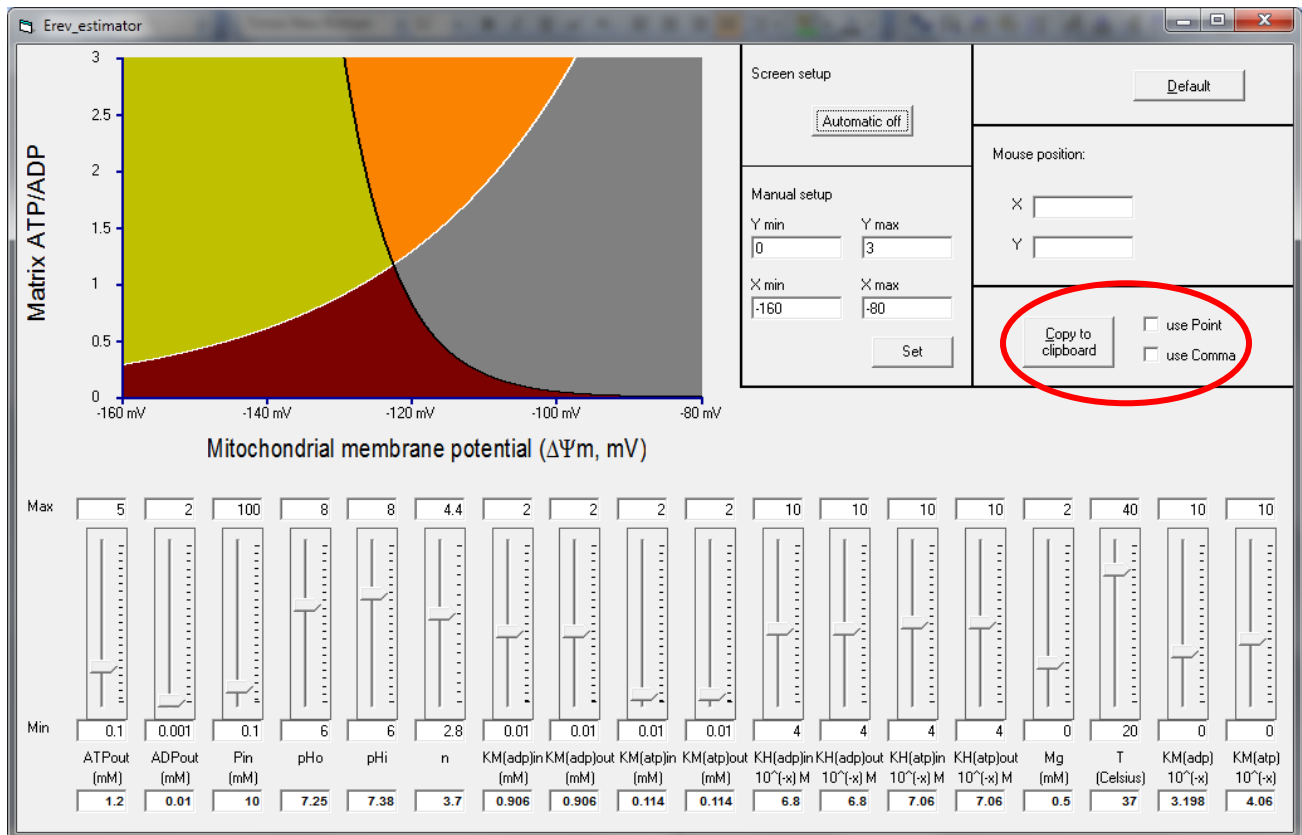 Erev_estimator
Matrix ATP/ADP
3
2.5
2
1.5
1
0.5
0
-160 mV -140 mV -120 mV -100 mV -80 mV
Mitochondrial membrane potential (ΔΨm, mV)
Screen setup
Automatic off
Manual setup
Y min Y max
0 3
X min X max
-160 -80
Set
Default
Mouse position:
X
Y
Copy to
clipboard
use Point
use Comma
Max 5 2 100 8 8 4.4 2 2 2 2 10 10 10 10 2 40 10 10
Min 0.1 0.001 0.1 6 6 2.8 0.01 0.01 0.01 0.01 4 4 4 4 0 20 0 0
ATPout ADPout Pin pHo pHi n KM(adp)in KM(adp)out KM(atp)in KM(atp)out KH(adp)in KH(adp)out KH(atp)in KH(atp)out Mg T KM(adp) KM(atp)
(mM) (mM) (mM) (mM) (mM) (mM) (mM) 10^(-x) M 10^(-x) M 10^(-x) M 10^(-x) M (mM) (Celsius) 10^(-x) 10^(-x)
1.2 0.01 10 7.25 7.38 3.7 0.906 0.906 0.114 0.114 6.8 6.8 7.06 7.06 0.5 37 3.198 4.06